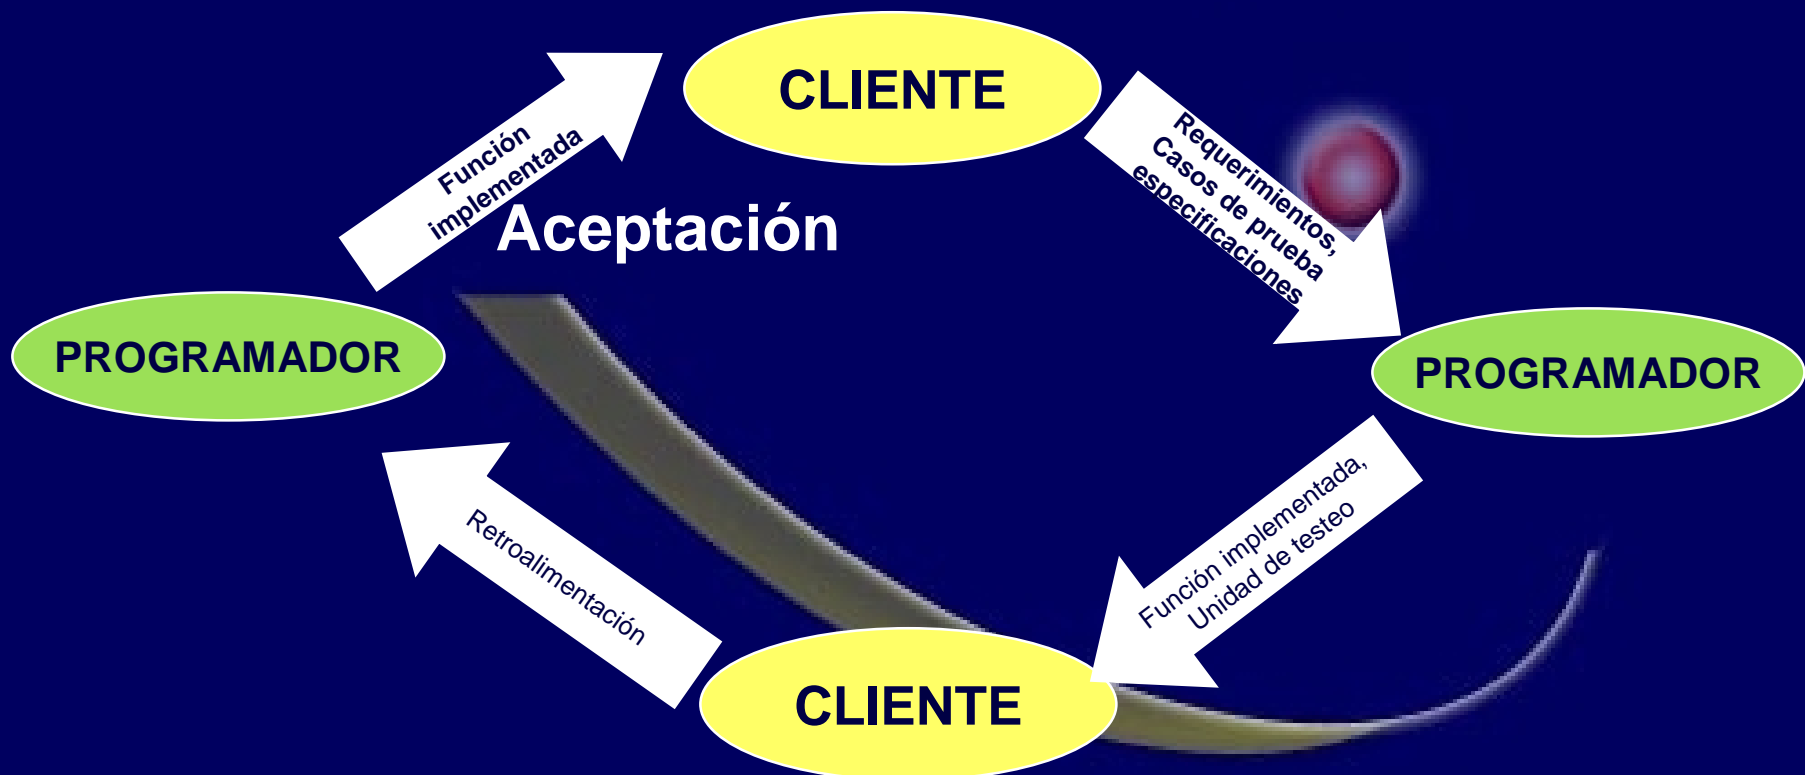 CLIENTE
Función
implementada
Requerimientos,
Casos de prueba
especificaciones
Aceptación
PROGRAMADOR
PROGRAMADOR
Retroalimentación
Función implementada,
Unidad de testeo
CLIENTE